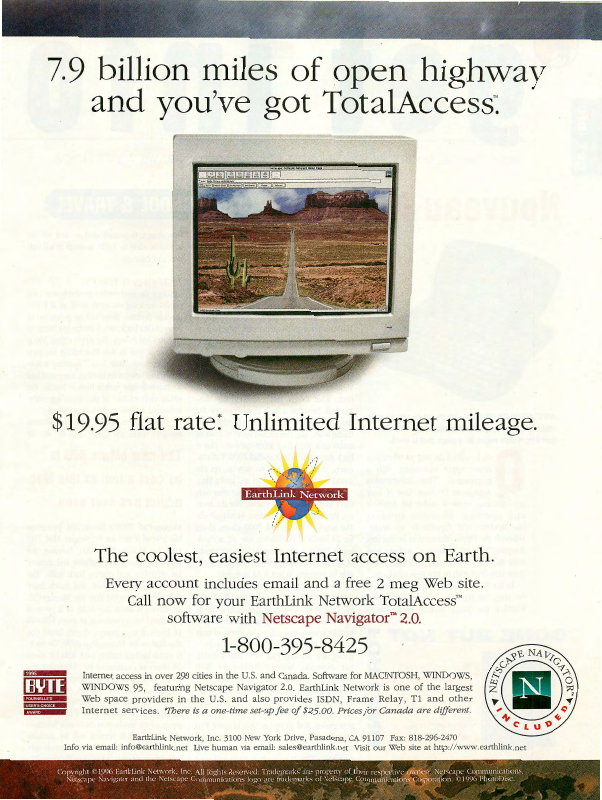 7.9 billion miles of open highway
and you've got TotalAccess.™
$19.95 flat rate.* Unlimited Internet mileage.
EarthLink Network
The coolest, easiest Internet access on Earth.
Every account includes email and a free 2 meg Web site.
Call now for your EarthLink Network TotalAccess™
software with Netscape Navigator™ 2.0.
1-800-395-8425
1996
BYTE
USER'S CHOICE
AWARD
Internet access in over 290 cities in the U.S. and Canada. Software for MACINTOSH, WINDOWS,
WINDOWS 95, featuring Netscape Navigator 2.0. EarthLink Network is one of the largest
Web space providers in the U.S. and also provides ISDN, Frame Relay, T1 and other
Internet services. *There is a one-time set-up fee of $25.00. Prices for Canada are different.
NETSCAPE NAVIGATOR™
N
INCLUDED
EarthLink Network, Inc. 3100 New York Drive, Pasadena, CA 91107 Fax: 818-296-2470
Info via email: info@earthlink.net Live human via email: sales@earthlink.net Visit our Web site at http://www.earthlink.net
Copyright ©1996 EarthLink Network, Inc. All Rights Reserved. Trademarks are property of their respective owners. Netscape Communications,
Netscape Navigator and the Netscape Communications logo are trademarks of Netscape Communications Corporation. ©1996 PhotoDisc.